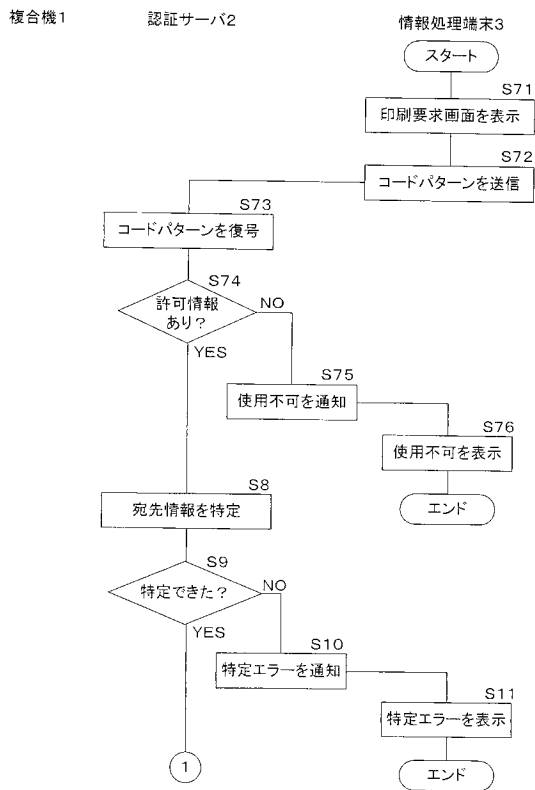 複合機1
認証サーバ2
情報処理端末3
スタート
S71
印刷要求画面を表示
S72
コードパターンを送信
S73
コードパターンを復号
S74
許可情報
あり?
NO
YES
S75
使用不可を通知
S76
使用不可を表示
エンド
S8
宛先情報を特定
S9
特定できた?
NO
YES
S10
特定エラーを通知
S11
特定エラーを表示
エンド
1